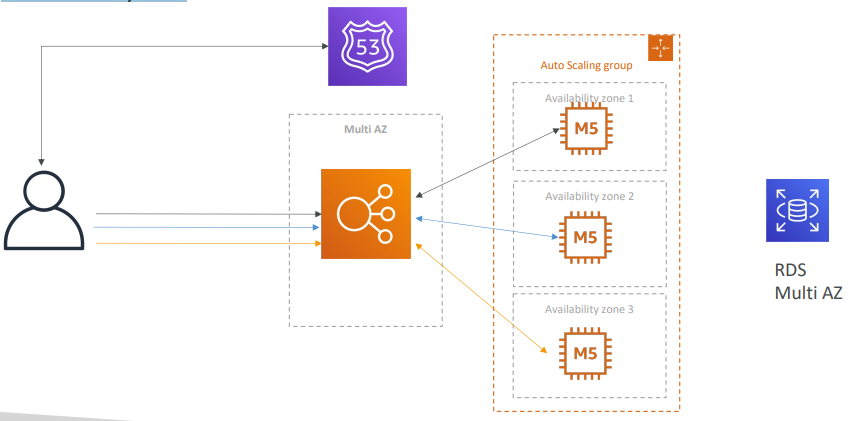 53
Auto Scaling group
Availability zone 1
M5
Multi AZ
Availability zone 2
M5
RDS
Multi AZ
Availability zone 3
M5